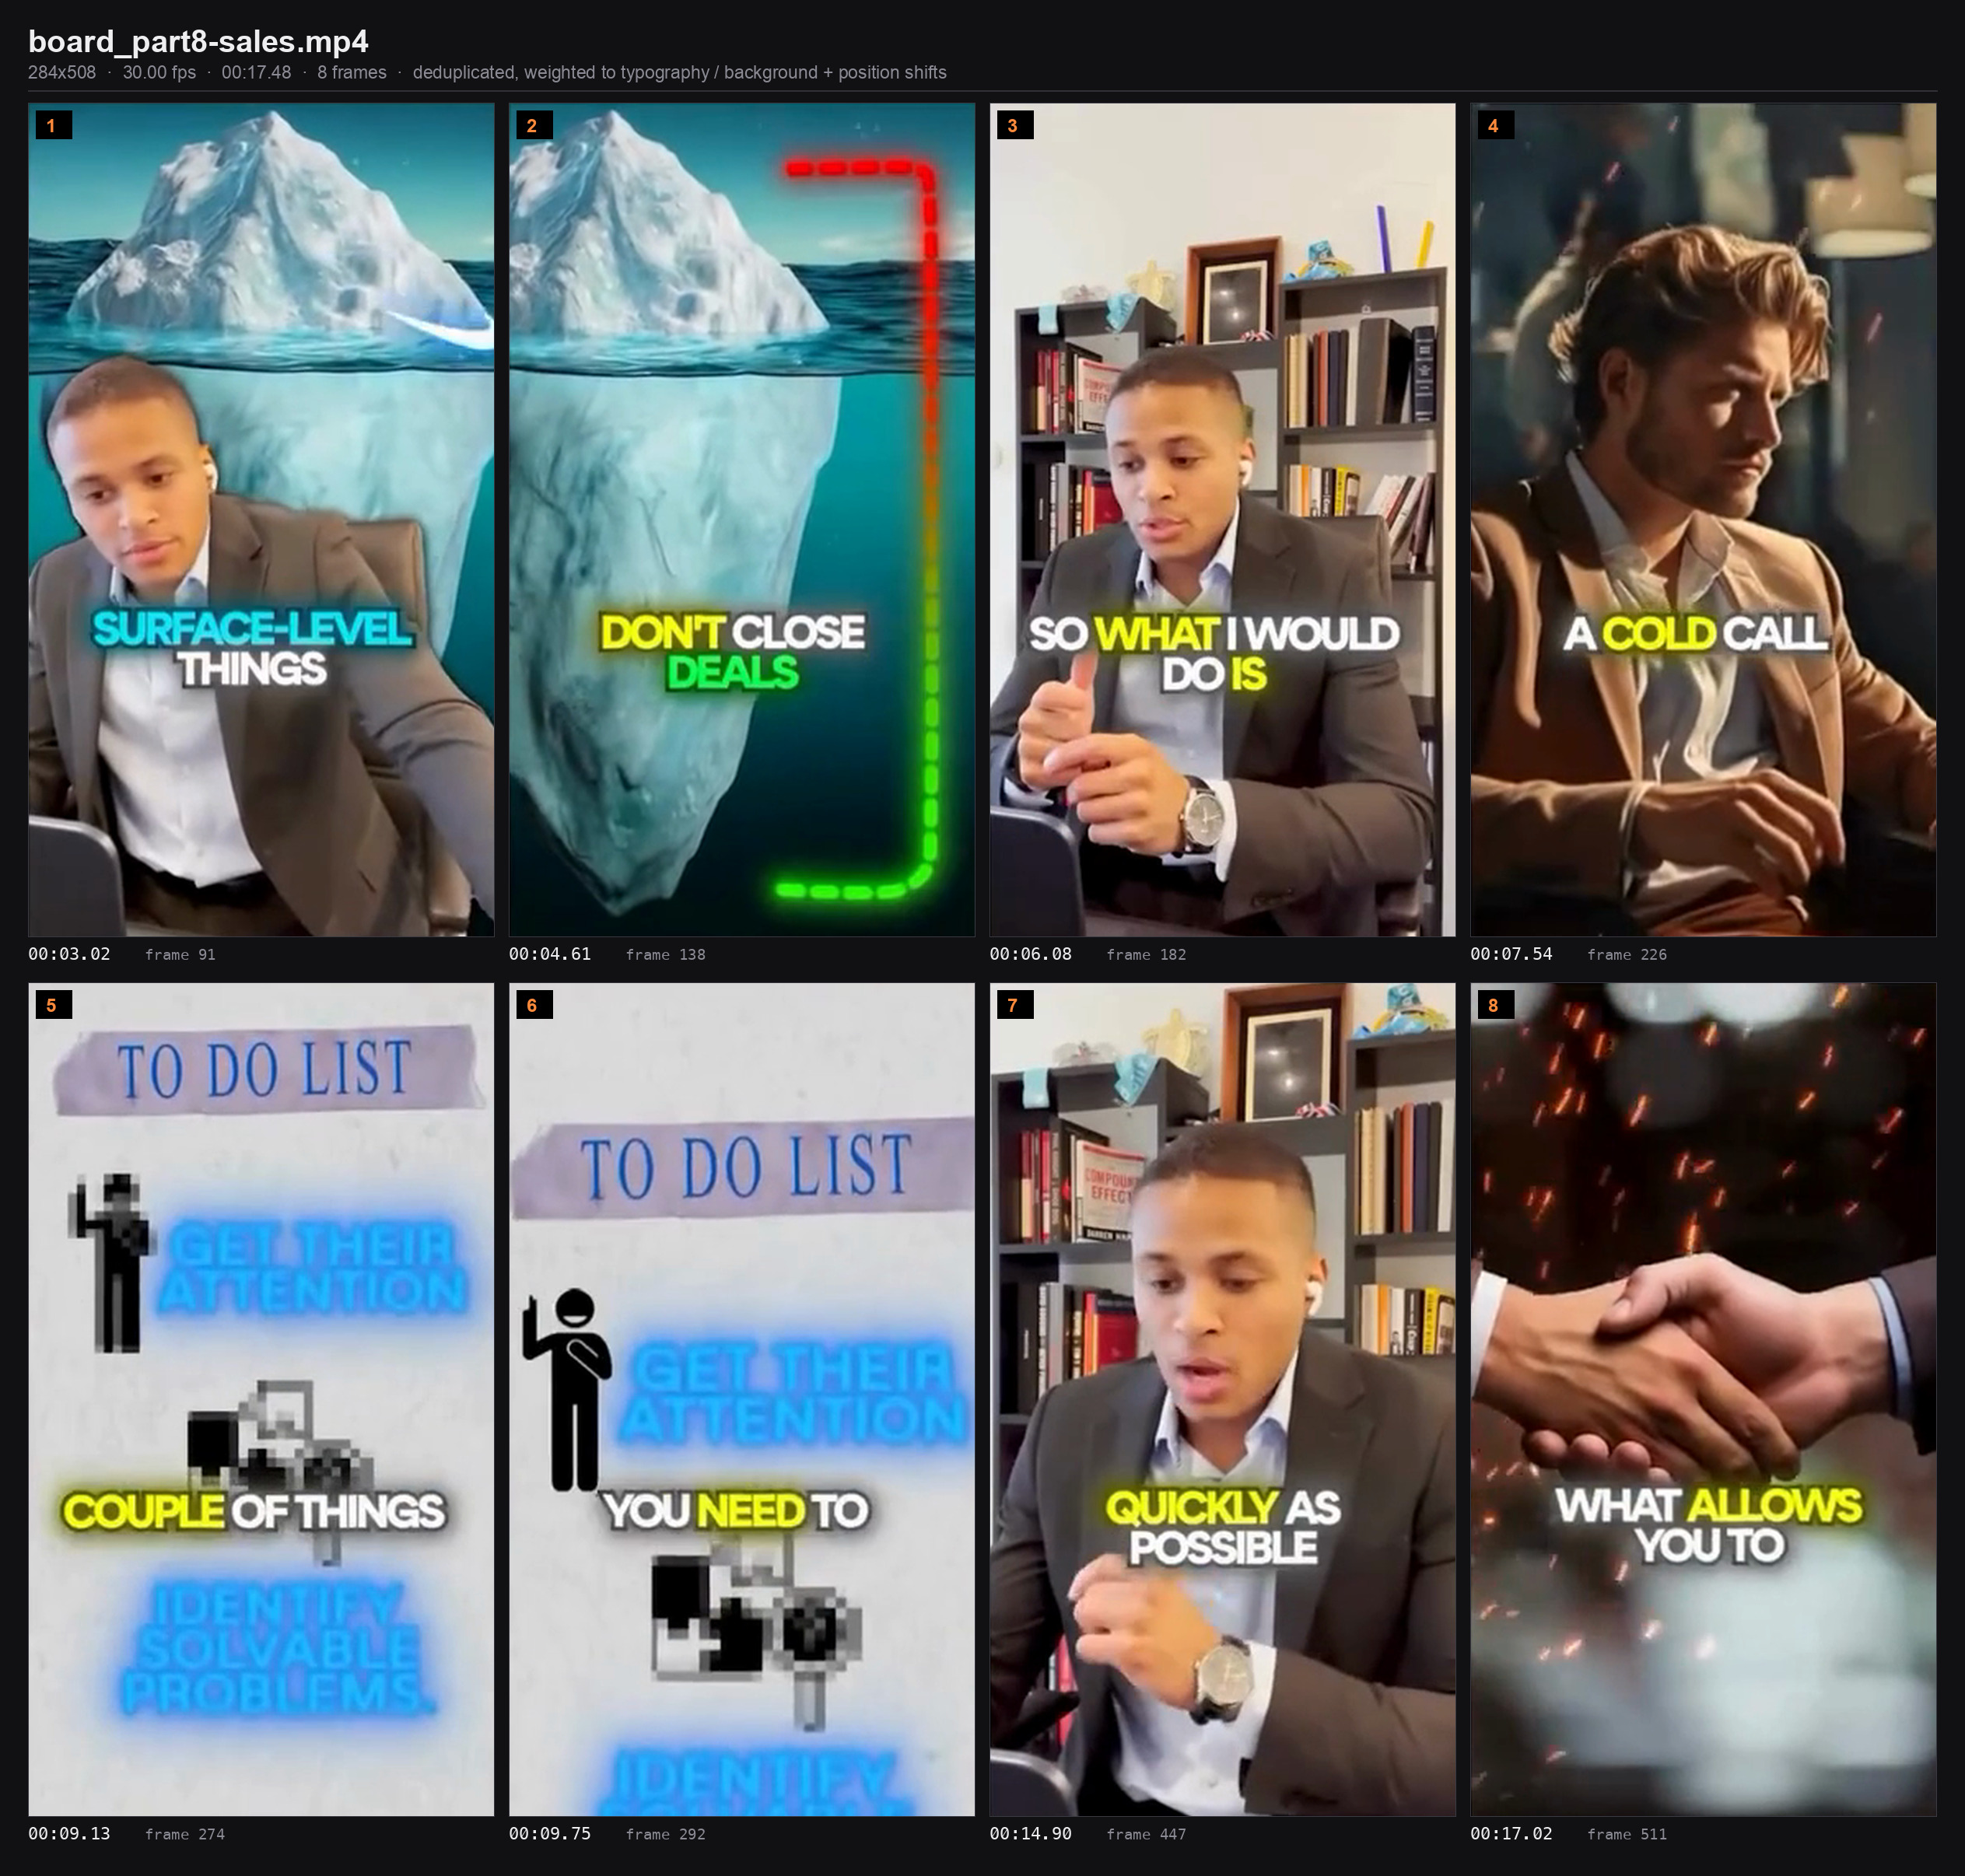 board_part8-sales.mp4
284x508 · 30.00 fps · 00:17.48 · 8 frames · deduplicated, weighted to typography / background + position shifts
1
SURFACE-LEVEL
THINGS
00:03.02 frame 91
2
DON'T CLOSE
DEALS
00:04.61 frame 138
3
SO WHAT I WOULD
DO IS
00:06.08 frame 182
4
A COLD CALL
00:07.54 frame 226
5
TO DO LIST
GET THEIR
ATTENTION
COUPLE OF THINGS
IDENTIFY
SOLVABLE
PROBLEMS.
00:09.13 frame 274
6
TO DO LIST
GET THEIR
ATTENTION
YOU NEED TO
IDENTIFY
00:09.75 frame 292
7
COMPOUND
EFFECT
QUICKLY AS
POSSIBLE
00:14.90 frame 447
8
WHAT ALLOWS
YOU TO
00:17.02 frame 511